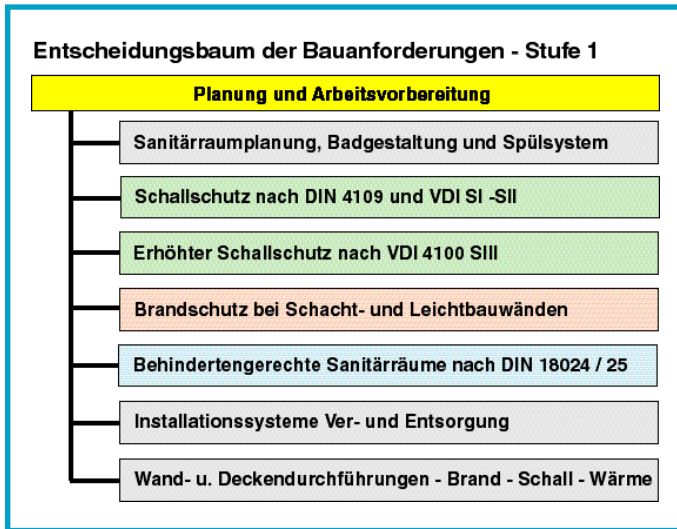 Entscheidungsbaum der Bauanforderungen - Stufe 1
Planung und Arbeitsvorbereitung
Sanitärraumplanung, Badgestaltung und Spülsystem
Schallschutz nach DIN 4109 und VDI SI -SII
Erhöhter Schallschutz nach VDI 4100 SIII
Brandschutz bei Schacht- und Leichtbauwänden
Behindertengerechte Sanitärräume nach DIN 18024 / 25
Installationssysteme Ver- und Entsorgung
Wand- u. Deckendurchführungen - Brand - Schall - Wärme